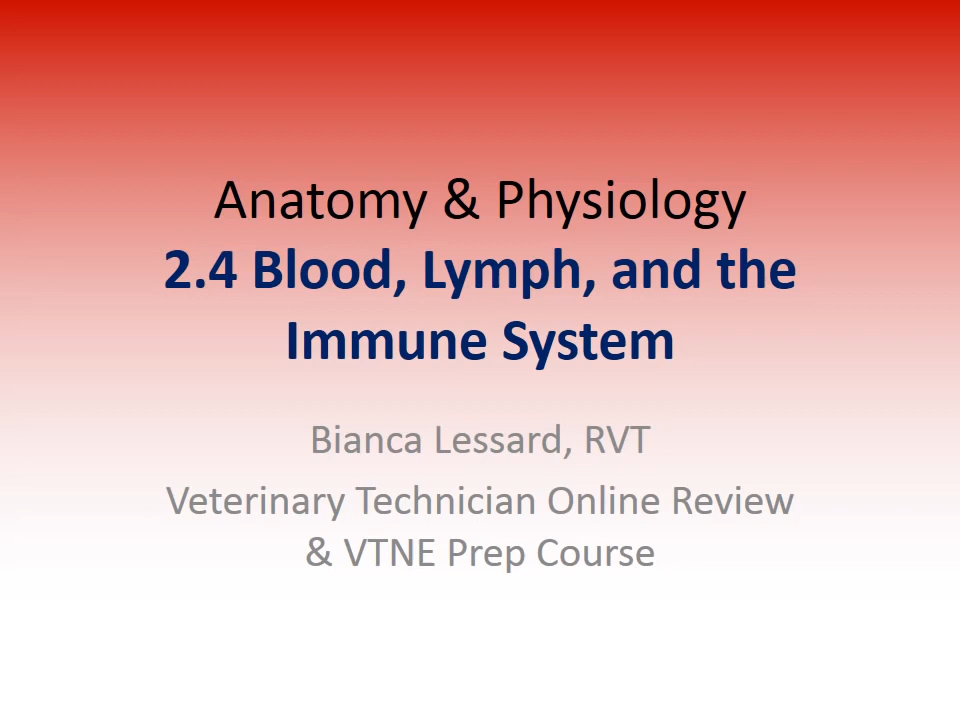 Anatomy & Physiology
2.4 Blood, Lymph, and the
Immune System
Bianca Lessard, RVT
Veterinary Technician Online Review
& VTNE Prep Course